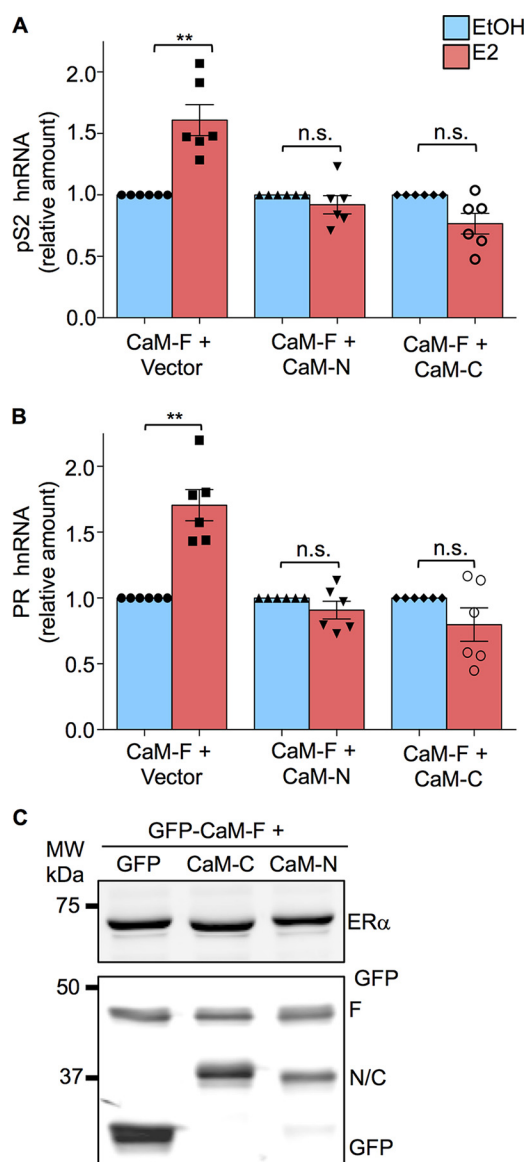 A
EtOH
E2
**
n.s.
n.s.
pS2 hnRNA
(relative amount)
2.0
1.5
1.0
0.5
0.0
CaM-F +
Vector
CaM-F +
CaM-N
CaM-F +
CaM-C
B
**
n.s.
n.s.
PR hnRNA
(relative amount)
2.0
1.5
1.0
0.5
0.0
CaM-F +
Vector
CaM-F +
CaM-N
CaM-F +
CaM-C
C
GFP-CaM-F +
MW
kDa
GFP CaM-C CaM-N
75
ERα
GFP
50
F
37
N/C
GFP